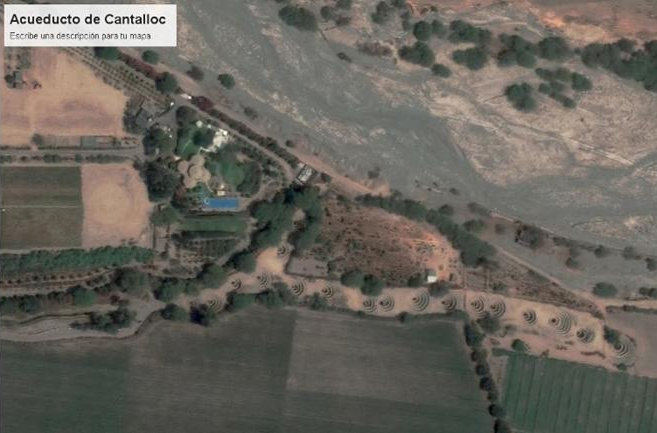 Acueducto de Cantalloc
Escribe una descripción para tu mapa.